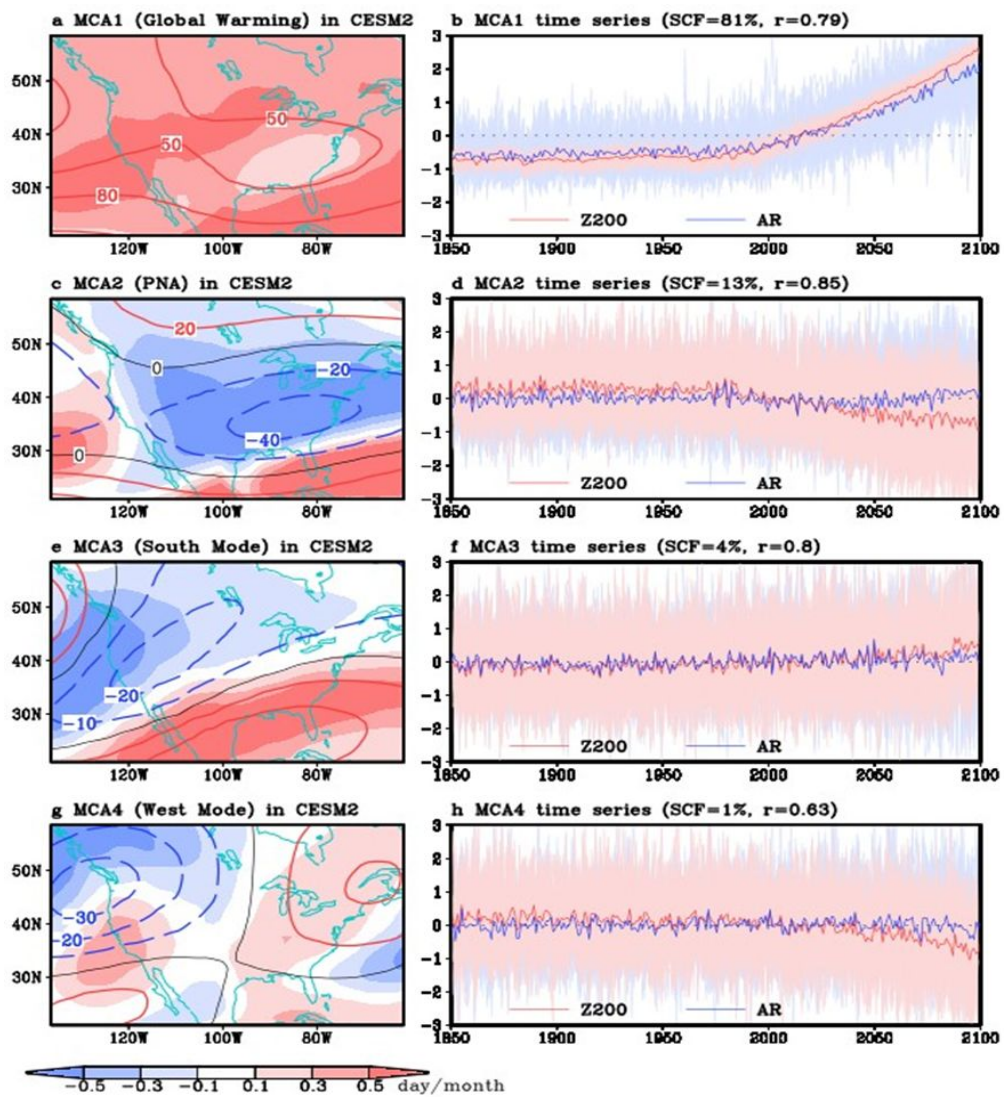 a MCA1 (Global Warming) in CESM2
50N
40N
30N
50
50
80
120W 100W 80W
b MCA1 time series (SCF=81%, r=0.79)
3
2
1
0
-1
-2
-3
Z200 AR
1850 1900 1950 2000 2050 2100
c MCA2 (PNA) in CESM2
50N
40N
30N
20
0
-20
-40
0
120W 100W 80W
d MCA2 time series (SCF=13%, r=0.85)
3
2
1
0
-1
-2
-3
Z200 AR
1850 1900 1950 2000 2050 2100
e MCA3 (South Mode) in CESM2
50N
40N
30N
-20
-10
120W 100W 80W
f MCA3 time series (SCF=4%, r=0.8)
3
2
1
0
-1
-2
-3
Z200 AR
1850 1900 1950 2000 2050 2100
g MCA4 (West Mode) in CESM2
50N
40N
30N
-30
-20
120W 100W 80W
h MCA4 time series (SCF=1%, r=0.63)
3
2
1
0
-1
-2
-3
Z200 AR
1850 1900 1950 2000 2050 2100
-0.5 -0.3 -0.1 0.1 0.3 0.5 day/month